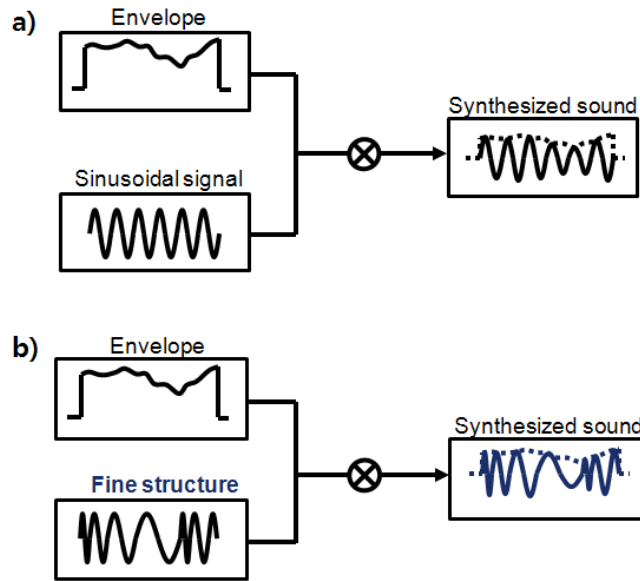 a)
Envelope
Sinusoidal signal
Synthesized sound
b)
Envelope
Fine structure
Synthesized sound